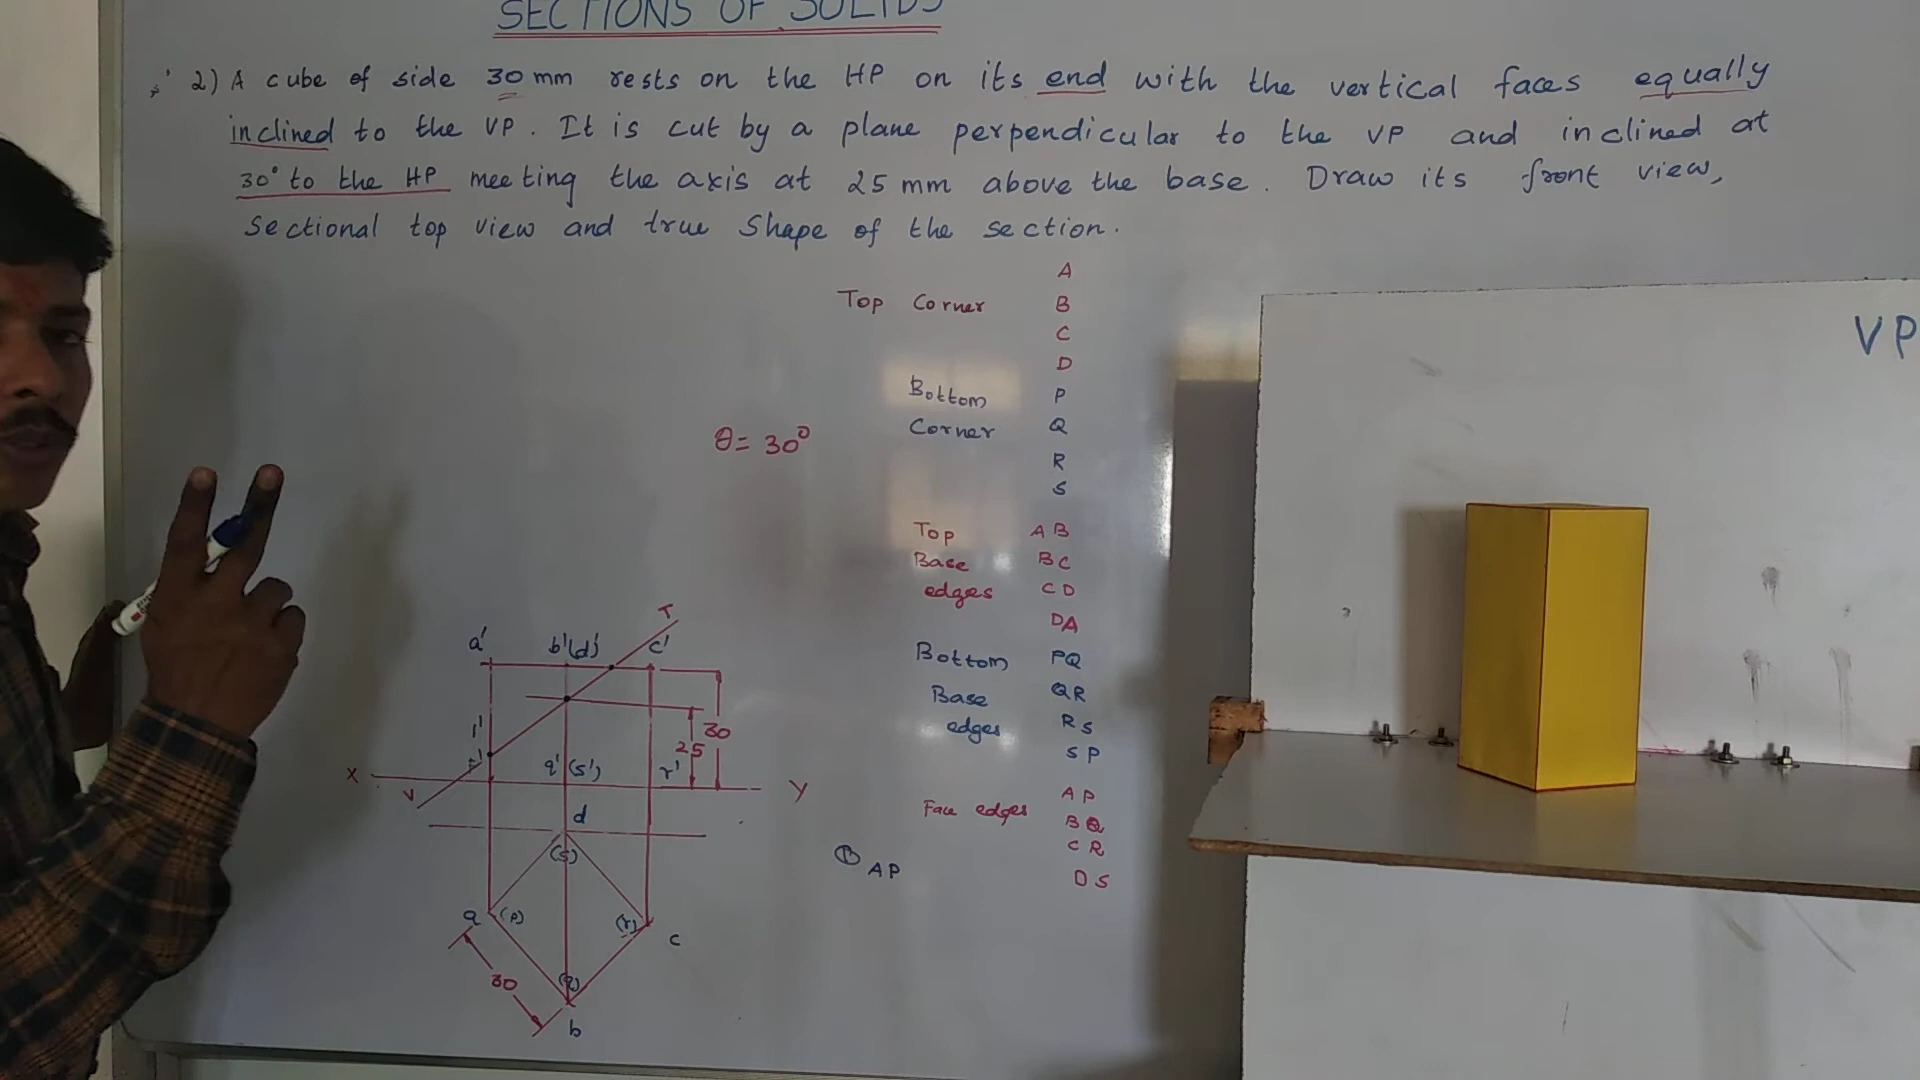 SECTIONS OF SOLIDS
2) A cube of side 30 mm rests on the HP on its end with the vertical faces equally
inclined to the VP. It is cut by a plane perpendicular to the VP and inclined at
30° to the HP meeting the axis at 25 mm above the base. Draw its front view,
Sectional top view and true Shape of the section.
VP
Top Corner
A
B
C
D
Bottom
Corner
P
Q
R
S
θ = 30°
Top
Base
edges
AB
BC
CD
DA
Bottom
Base
edges
PQ
QR
RS
SP
Face edges
AP
BQ
CR
DS
① AP
T
a' b'(d') c'
1'
30
25
q'(s') r'
X Y
V
d
(s)
a (p) (r) c
30
(q)
b